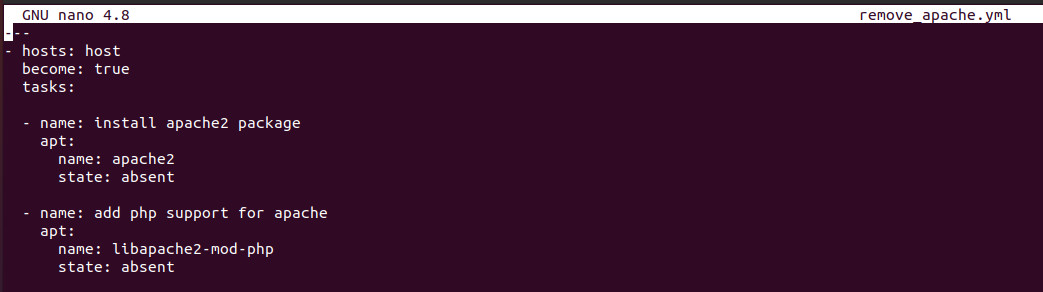 GNU nano 4.8 remove_apache.yml
---
- hosts: host
  become: true
  tasks:

  - name: install apache2 package
    apt:
      name: apache2
      state: absent

  - name: add php support for apache
    apt:
      name: libapache2-mod-php
      state: absent